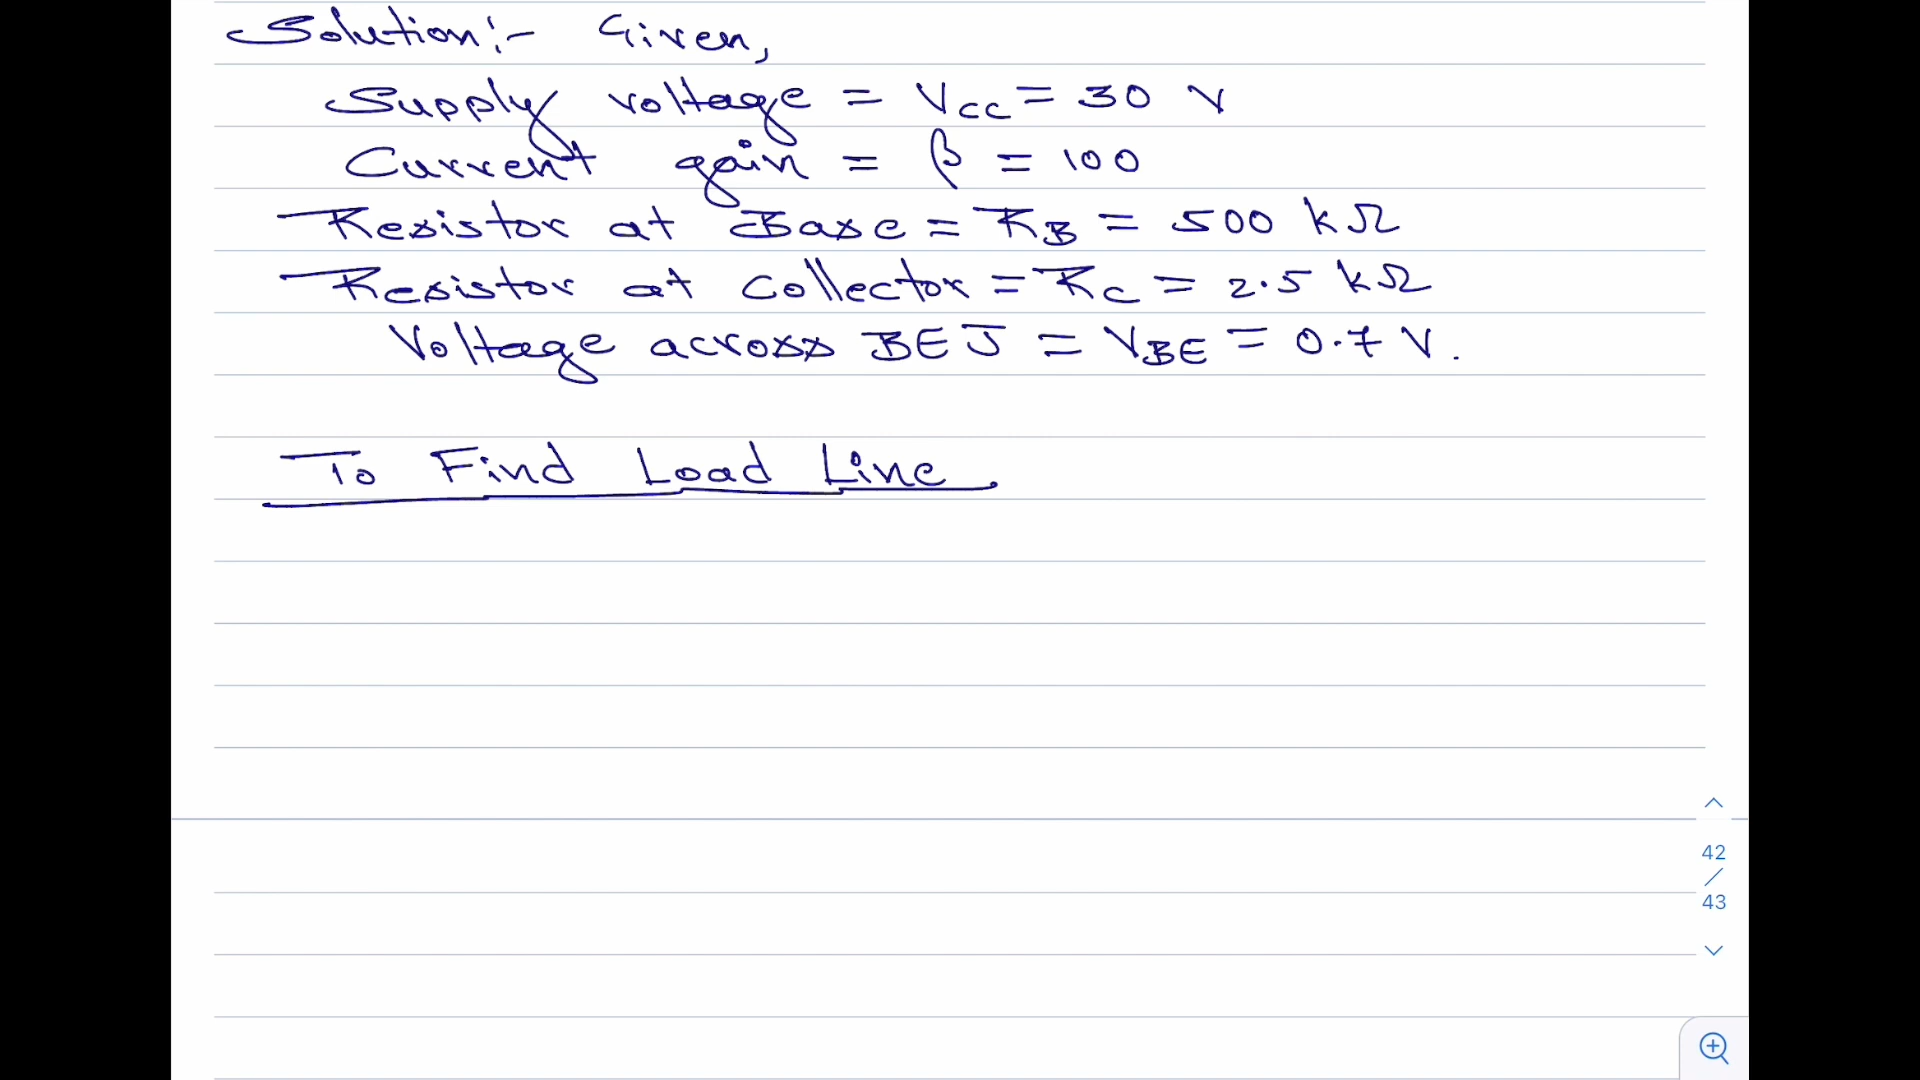 Solution:- Given,
Supply voltage = VCC = 30 V
Current gain = β = 100
Resistor at Base = RB = 500 kΩ
Resistor at collector = RC = 2.5 kΩ
Voltage across BEJ = VBE = 0.7 V.
To Find Load Line
42
/
43